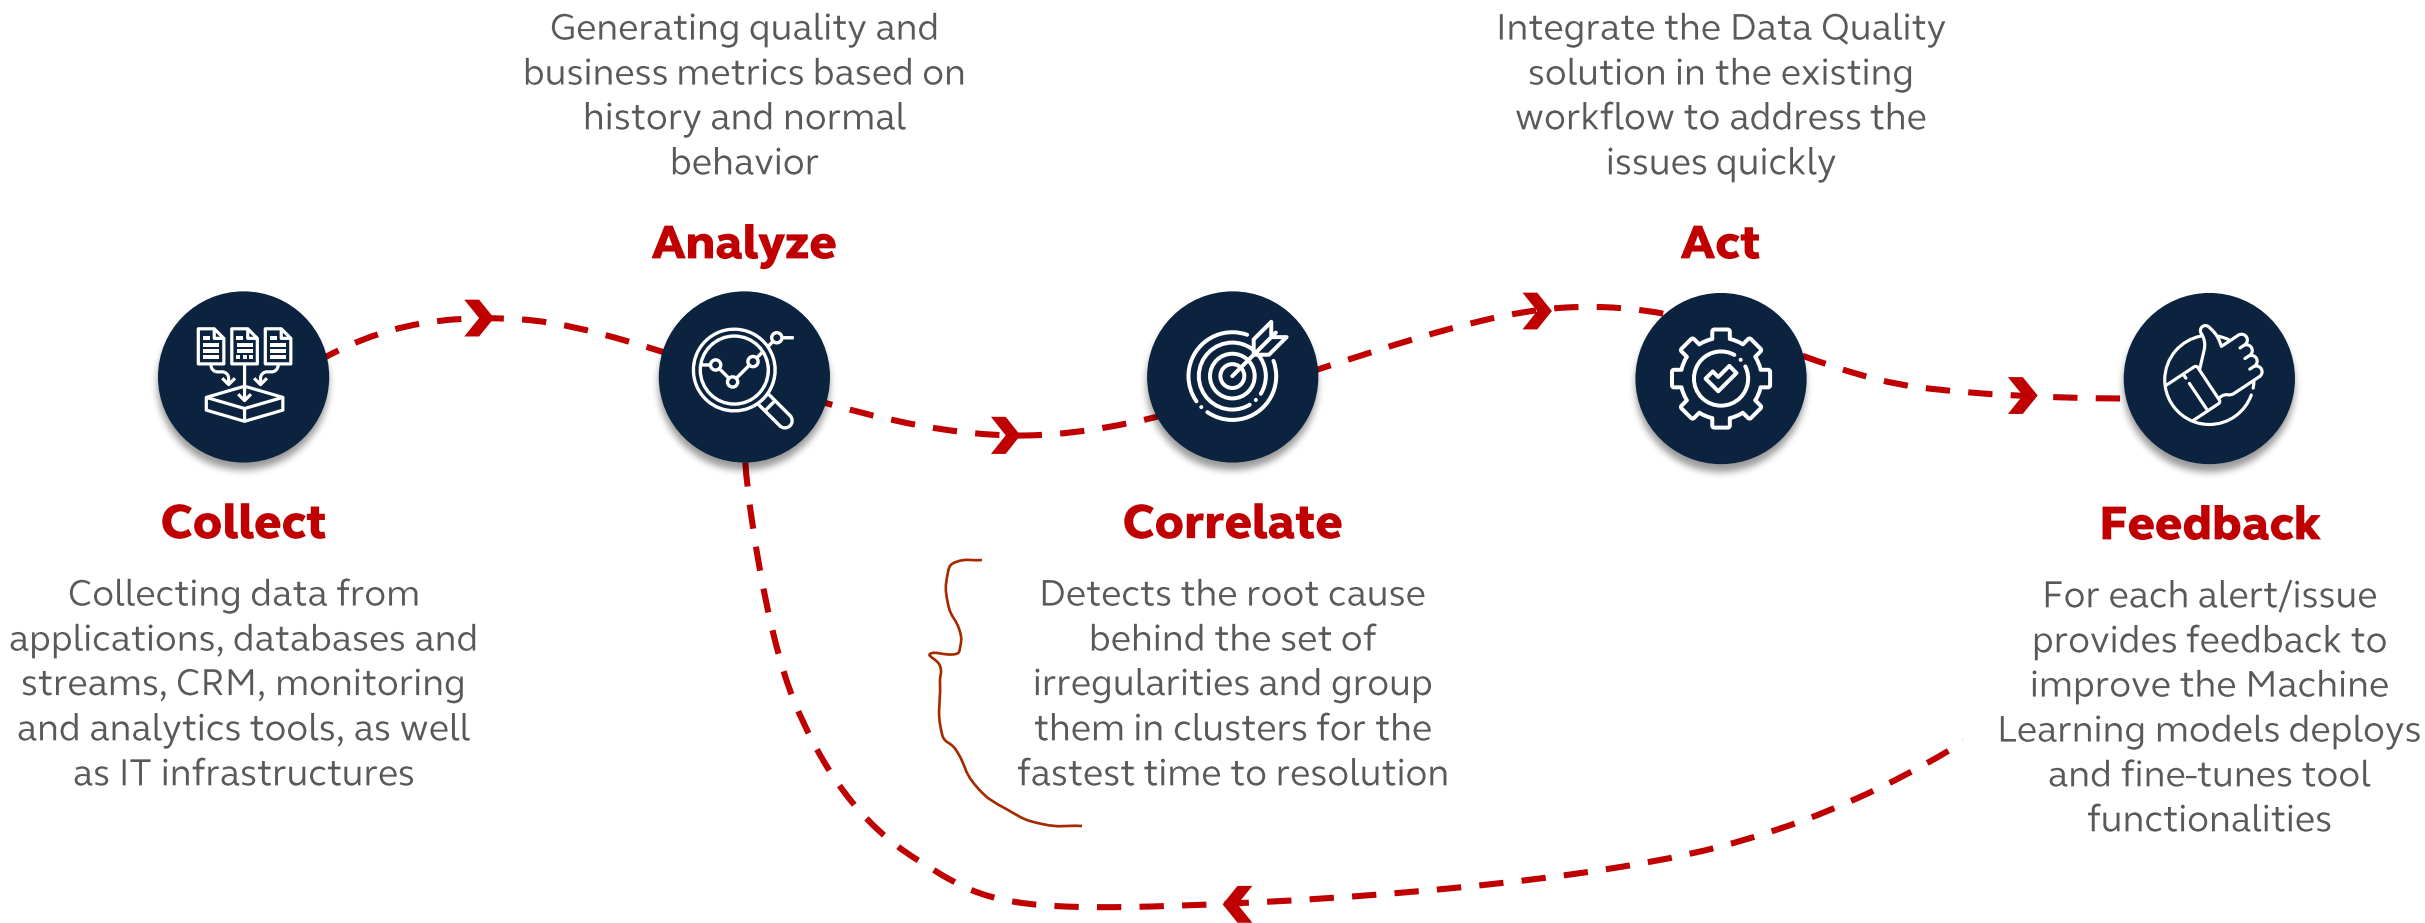 Generating quality and
business metrics based on
history and normal
behavior
Analyze
Integrate the Data Quality
solution in the existing
workflow to address the
issues quickly
Act
Collect
Collecting data from
applications, databases and
streams, CRM, monitoring
and analytics tools, as well
as IT infrastructures
Correlate
Detects the root cause
behind the set of
irregularities and group
them in clusters for the
fastest time to resolution
Feedback
For each alert/issue
provides feedback to
improve the Machine
Learning models deploys
and fine-tunes tool
functionalities